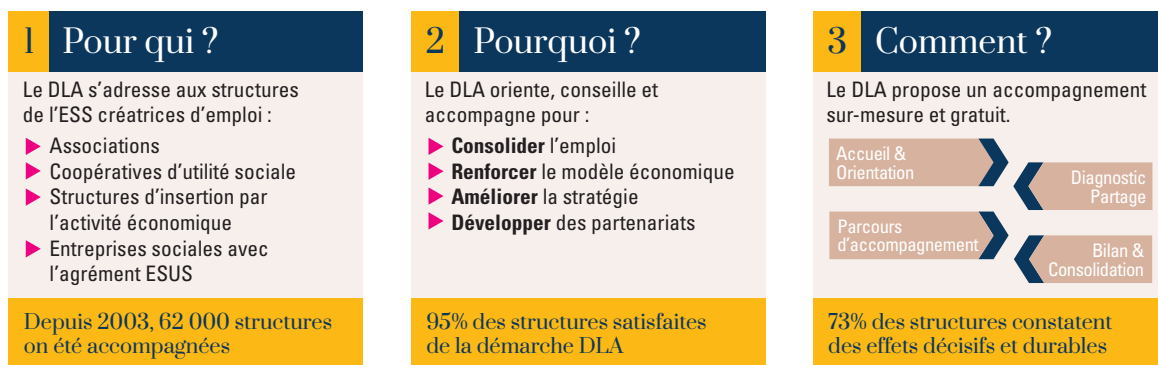 1 Pour qui ?
Le DLA s'adresse aux structures
de l'ESS créatrices d'emploi :
Associations
Coopératives d'utilité sociale
Structures d'insertion par
l'activité économique
Entreprises sociales avec
l'agrément ESUS
Depuis 2003, 62 000 structures
on été accompagnées
2 Pourquoi ?
Le DLA oriente, conseille et
accompagne pour :
Consolider l'emploi
Renforcer le modèle économique
Améliorer la stratégie
Développer des partenariats
95% des structures satisfaites
de la démarche DLA
3 Comment ?
Le DLA propose un accompagnement
sur-mesure et gratuit.
Accueil &
Orientation
Diagnostic
Partage
Parcours
d'accompagnement
Bilan &
Consolidation
73% des structures constatent
des effets décisifs et durables